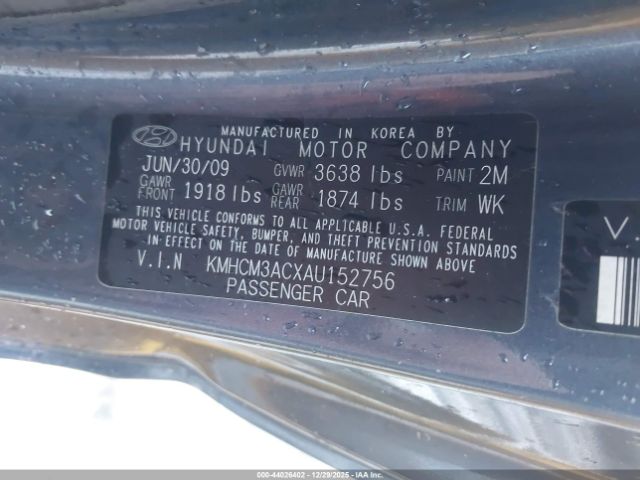 MANUFACTURED IN KOREA BY
HYUNDAI MOTOR COMPANY
JUN/30/09 GVWR 3638 lbs PAINT 2M
GAWR FRONT 1918 lbs GAWR REAR 1874 lbs TRIM WK
THIS VEHICLE CONFORMS TO ALL APPLICABLE U.S.A. FEDERAL
MOTOR VEHICLE SAFETY, BUMPER, AND THEFT PREVENTION STANDARDS
IN EFFECT ON THE DATE OF MANUFACTURE SHOWN ABOVE
V.I.N KMHCM3ACXAU152756
PASSENGER CAR
V
000-44026402 - 12/29/2025 - IAAI.COM